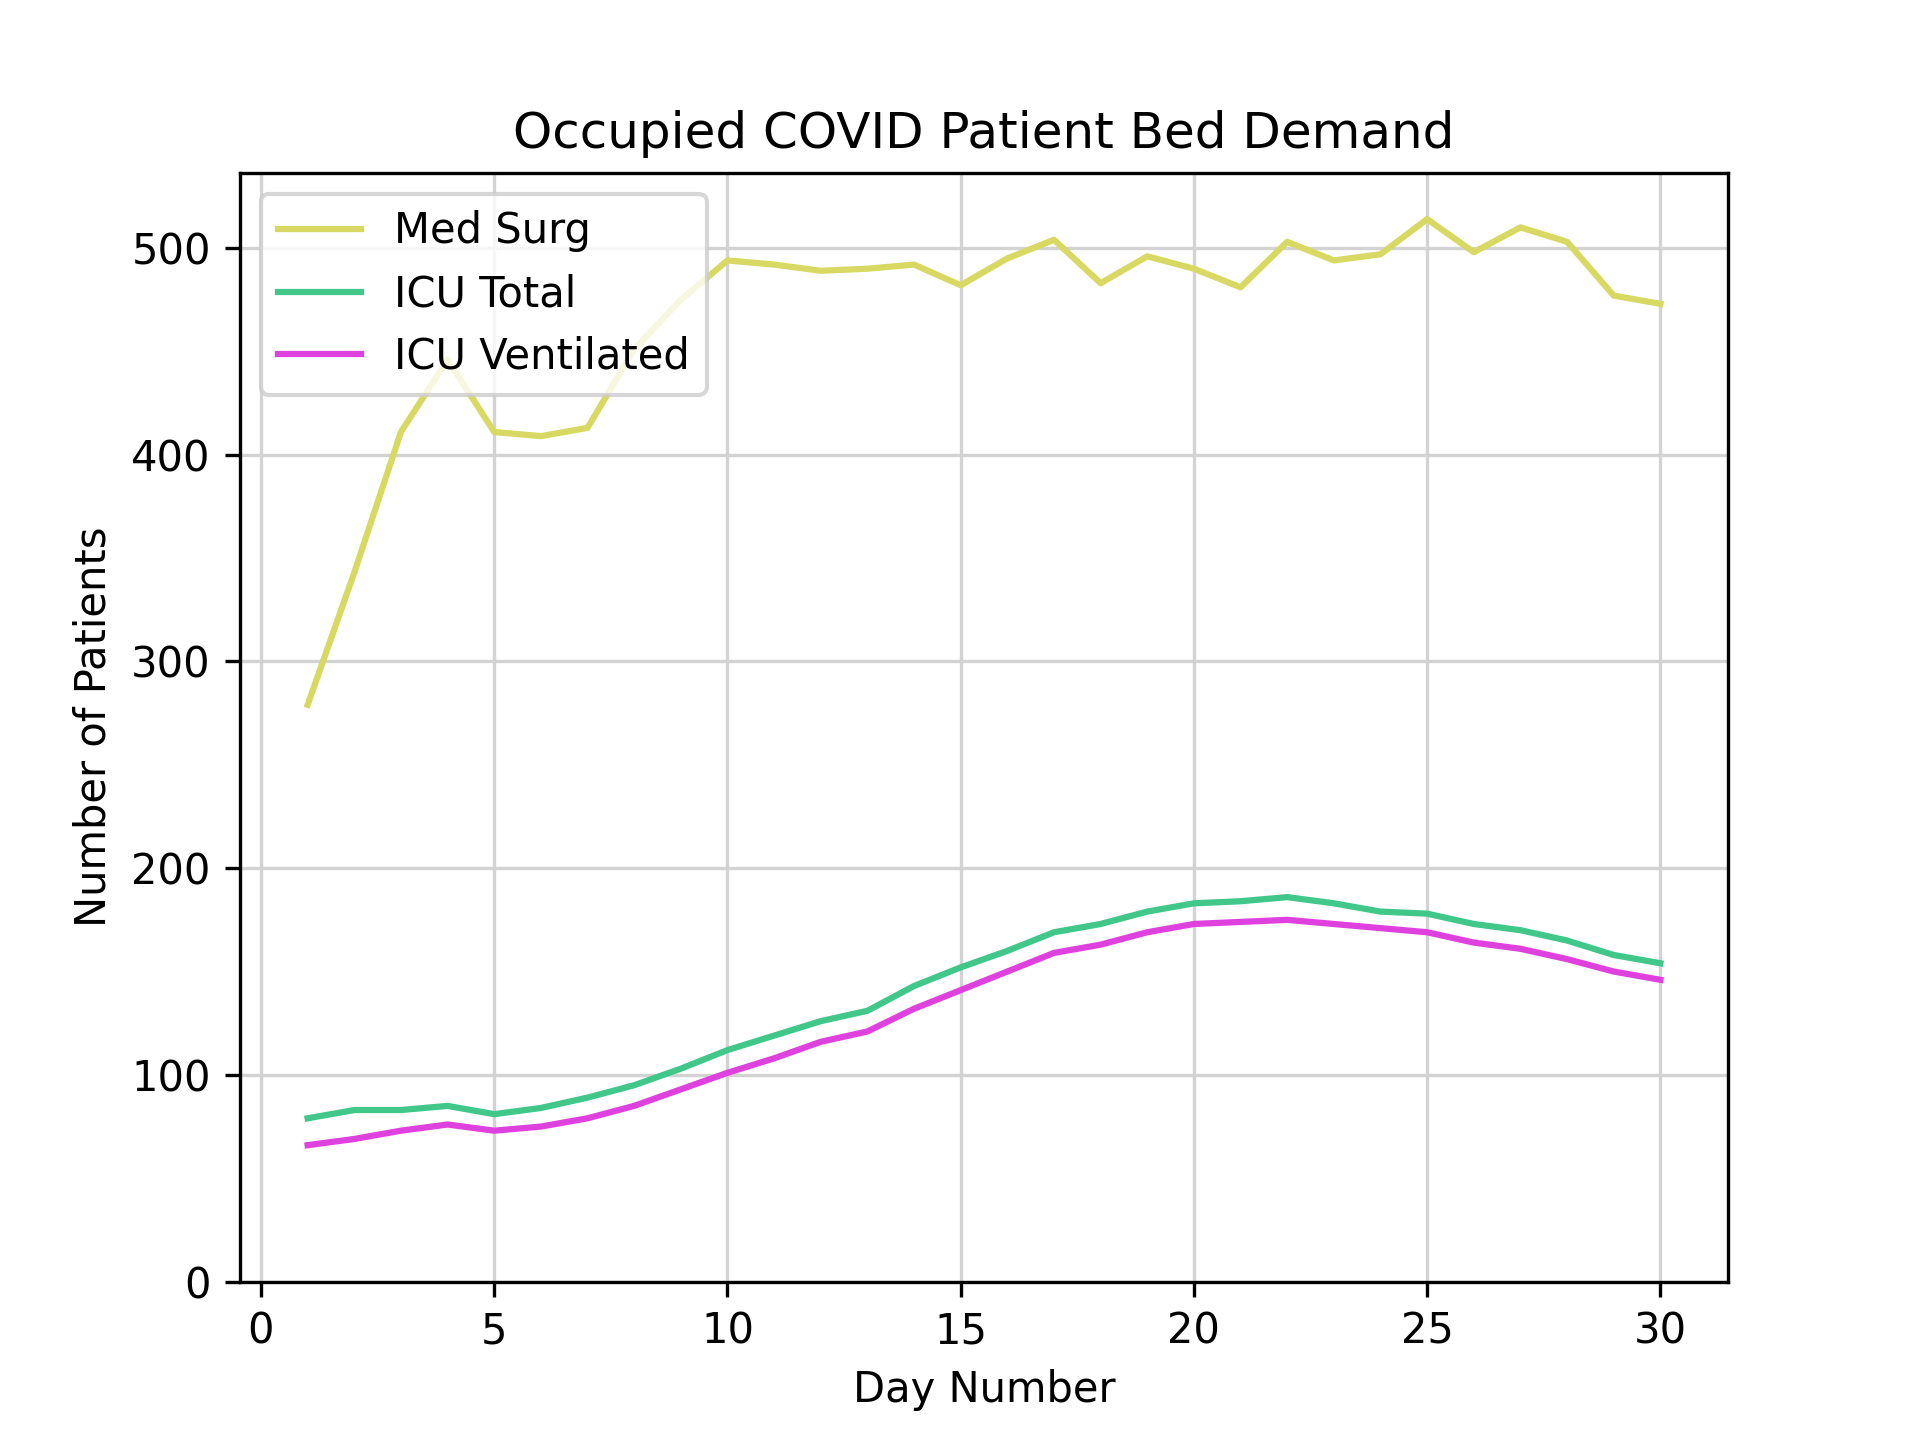 Occupied COVID Patient Bed Demand
Med Surg
ICU Total
ICU Ventilated
Number of Patients
500
400
300
200
100
0
0 5 10 15 20 25 30
Day Number